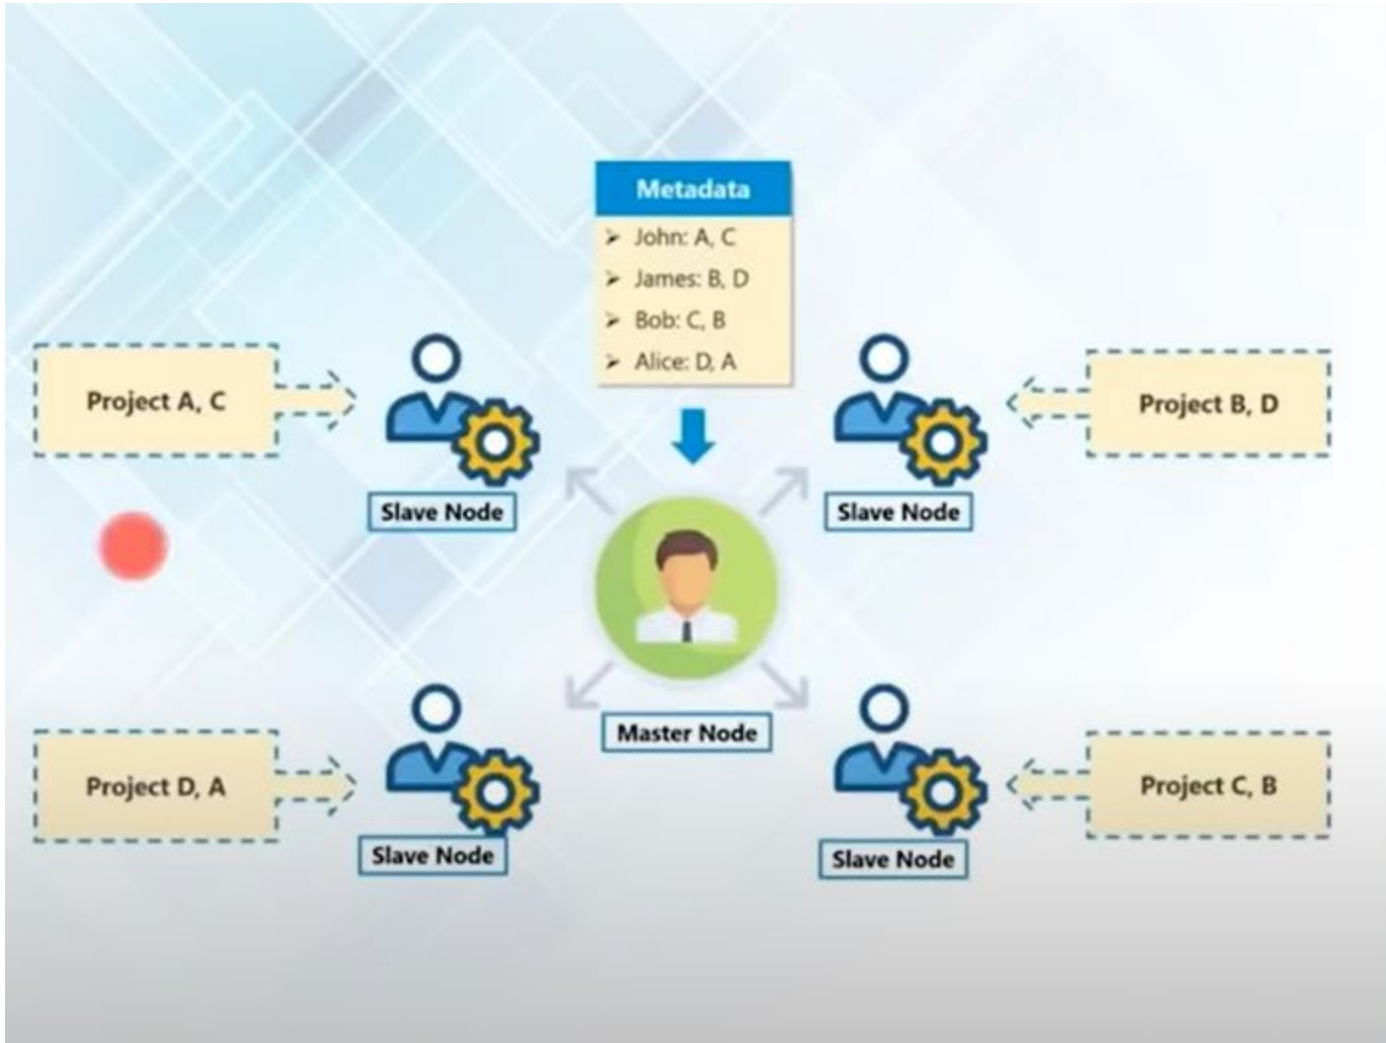 Metadata
➢ John: A, C
➢ James: B, D
➢ Bob: C, B
➢ Alice: D, A
Project A, C
Project B, D
Slave Node
Slave Node
Master Node
Project D, A
Project C, B
Slave Node
Slave Node